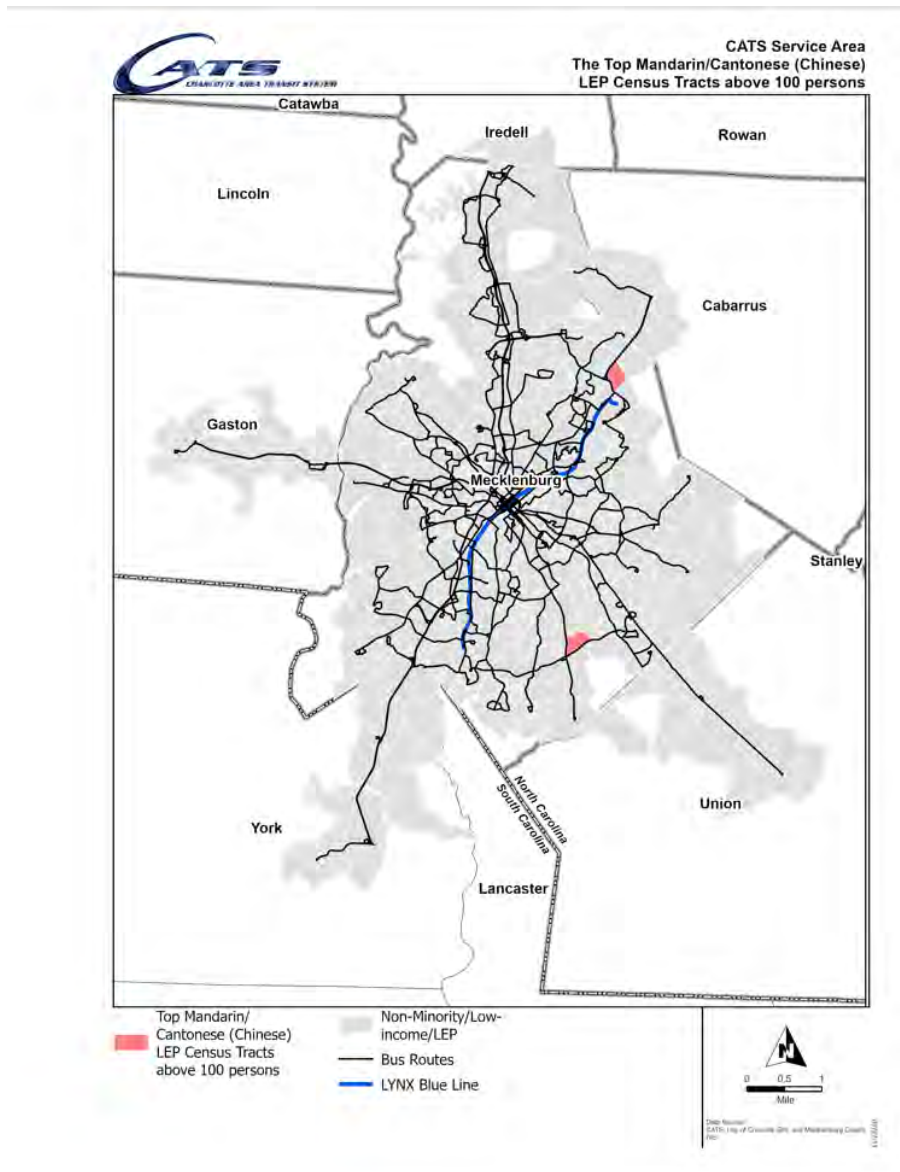 CATS
CHARLOTTE AREA TRANSIT SYSTEM
CATS Service Area
The Top Mandarin/Cantonese (Chinese)
LEP Census Tracts above 100 persons
Catawba
Iredell
Rowan
Lincoln
Cabarrus
Gaston
Mecklenburg
Stanley
North Carolina
South Carolina
Union
York
Lancaster
Top Mandarin/
Cantonese (Chinese)
LEP Census Tracts
above 100 persons
Non-Minority/Low-
income/LEP
Bus Routes
LYNX Blue Line
N
0 0.5 1
Mile